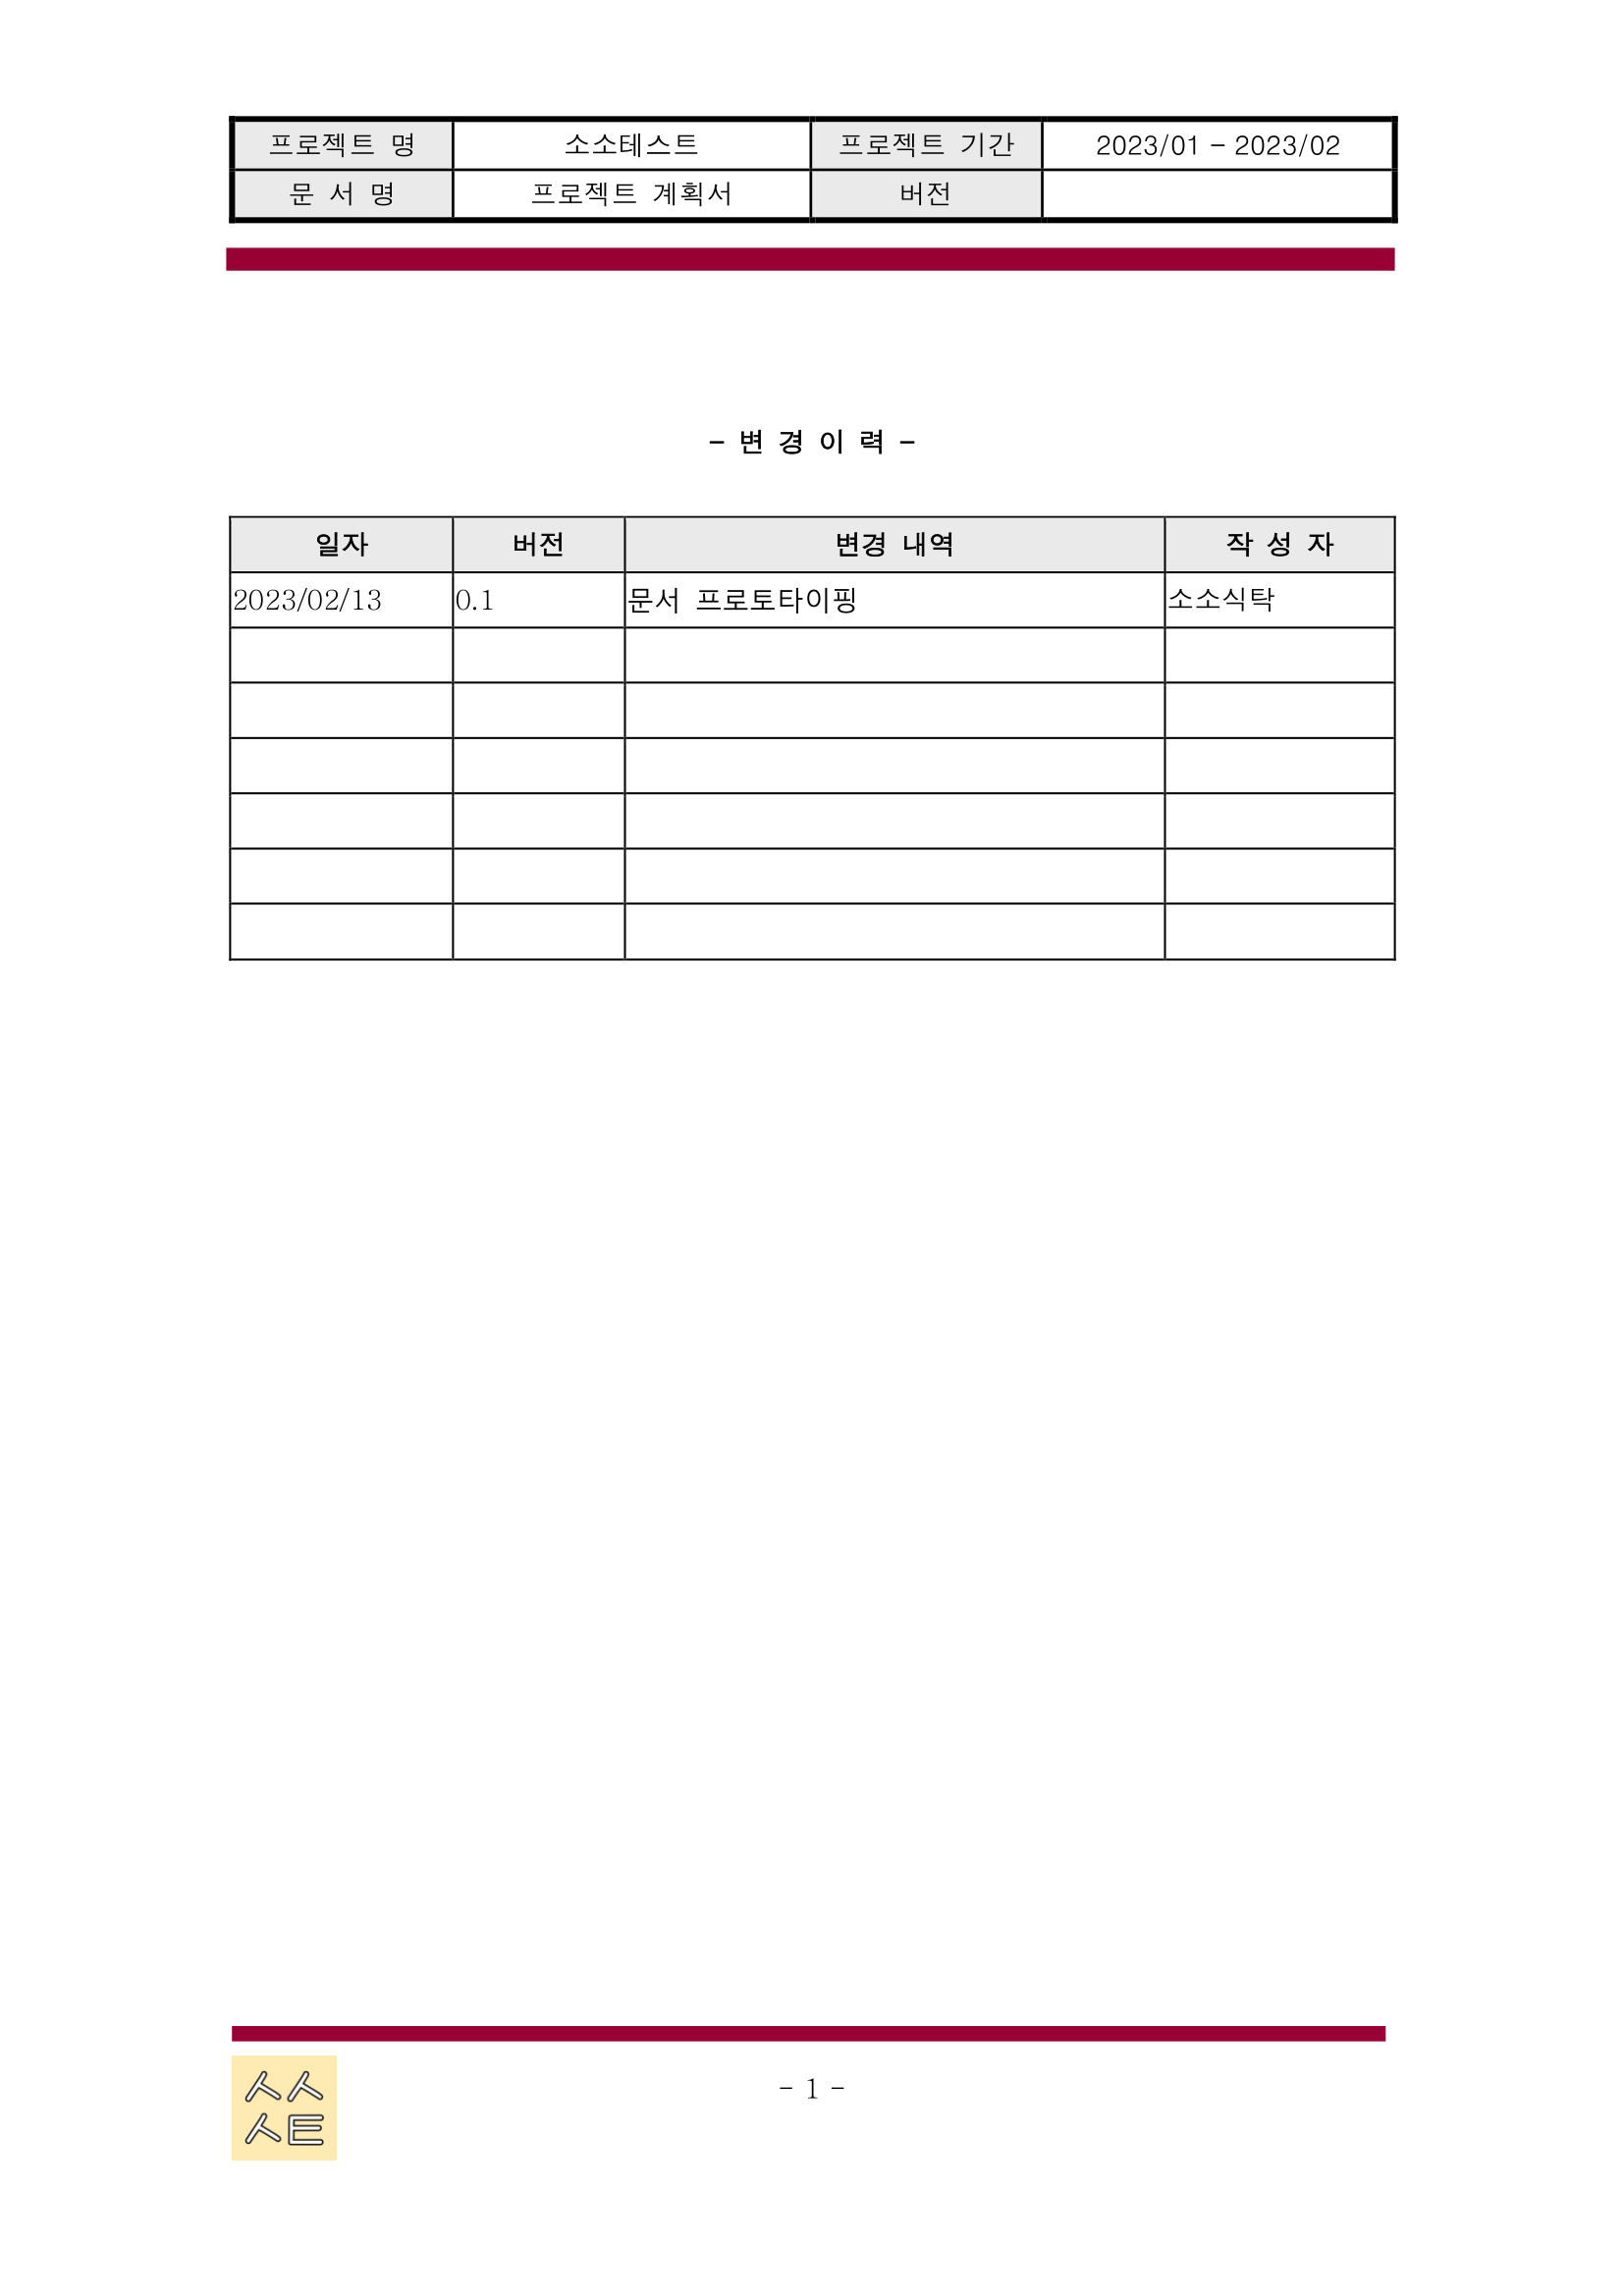 프로젝트 명 소소테스트 프로젝트 기간 2023/01 - 2023/02
문 서 명 프로젝트 계획서 버전
- 변 경 이 력 -
일자 버전 변경 내역 작 성 자
2023/02/13 0.1 문서 프로토타이핑 소소식탁
ㅅㅅ
ㅅㅌ
- 1 -